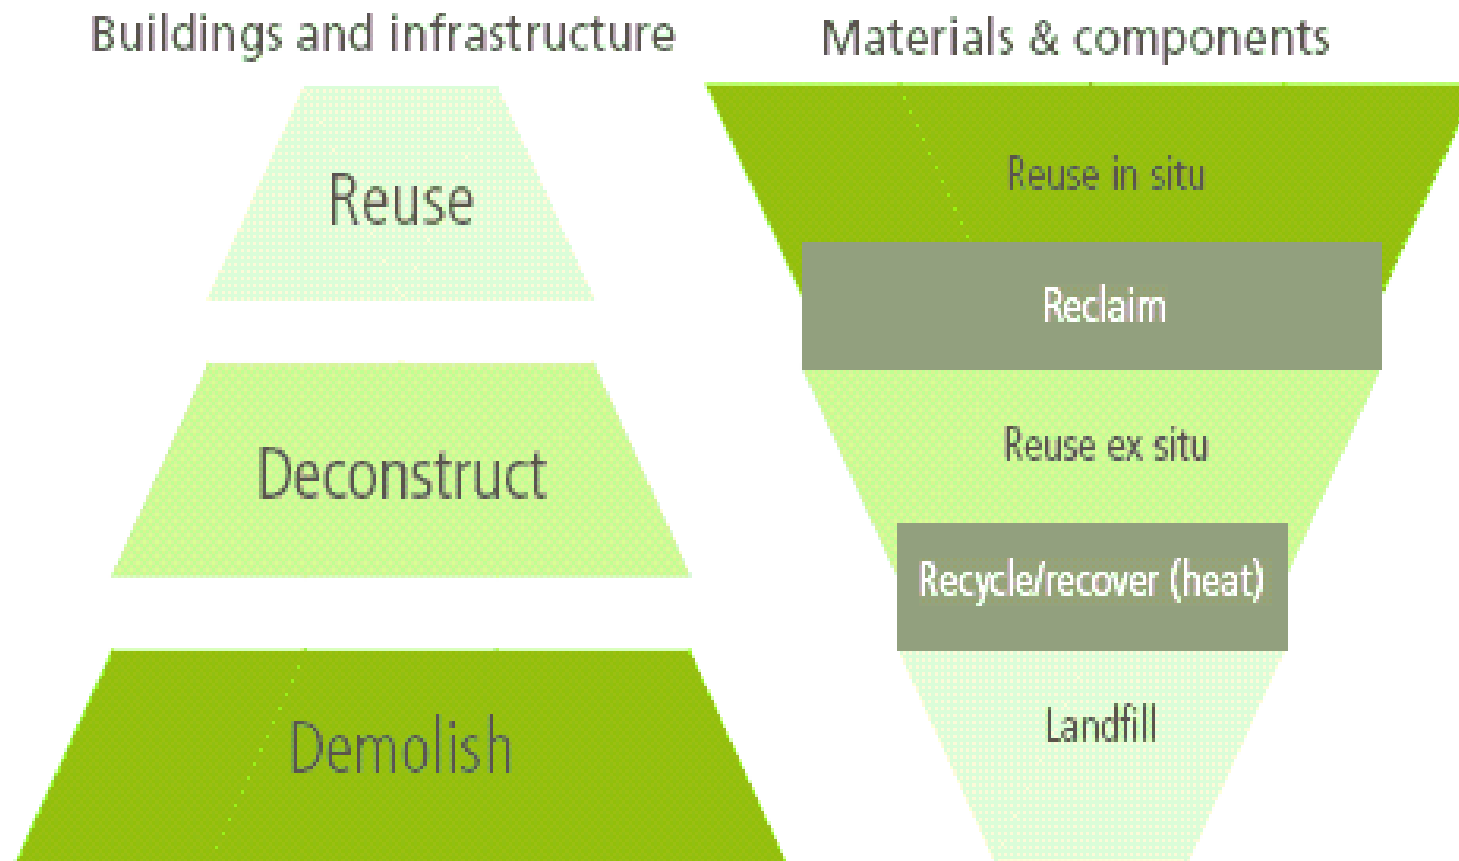 Buildings and infrastructure
Reuse
Deconstruct
Demolish
Materials & components
Reuse in situ
Reclaim
Reuse ex situ
Recycle/recover (heat)
Landfill